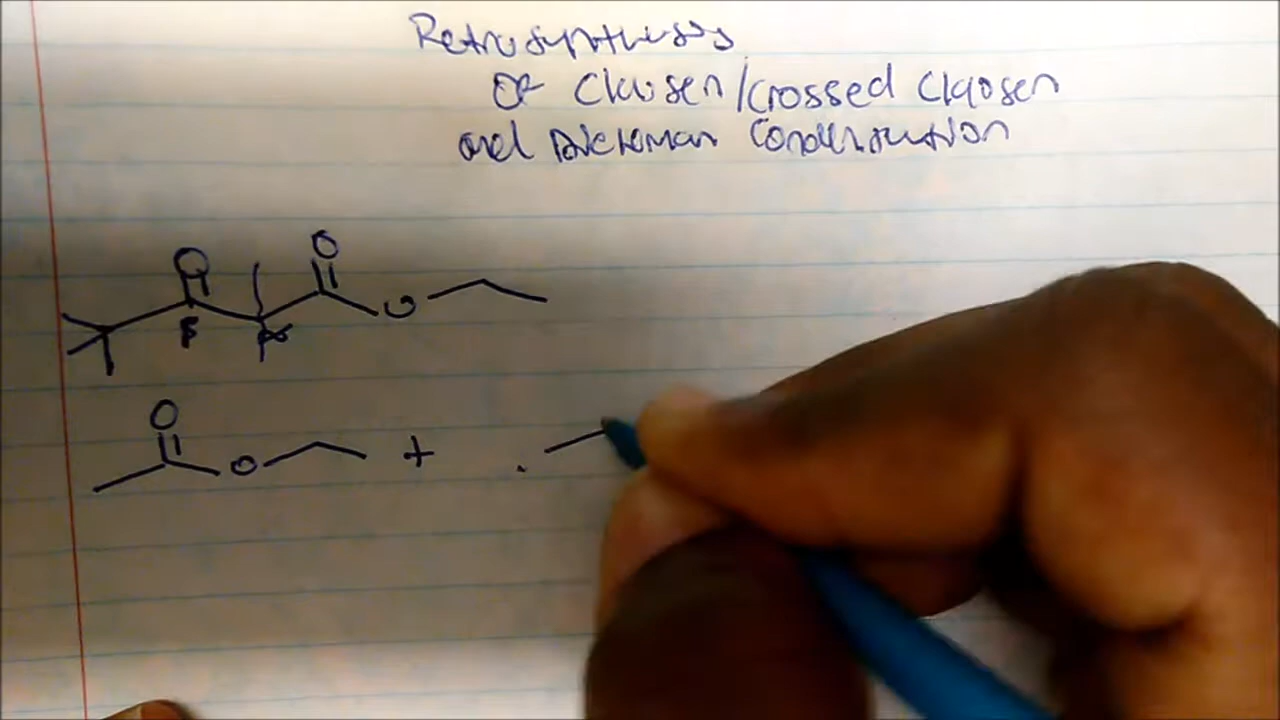 Retrosynthesis
Of Claisen/Crossed Claisen
and Dieckman Condensation
O O
O
β α
O
O +